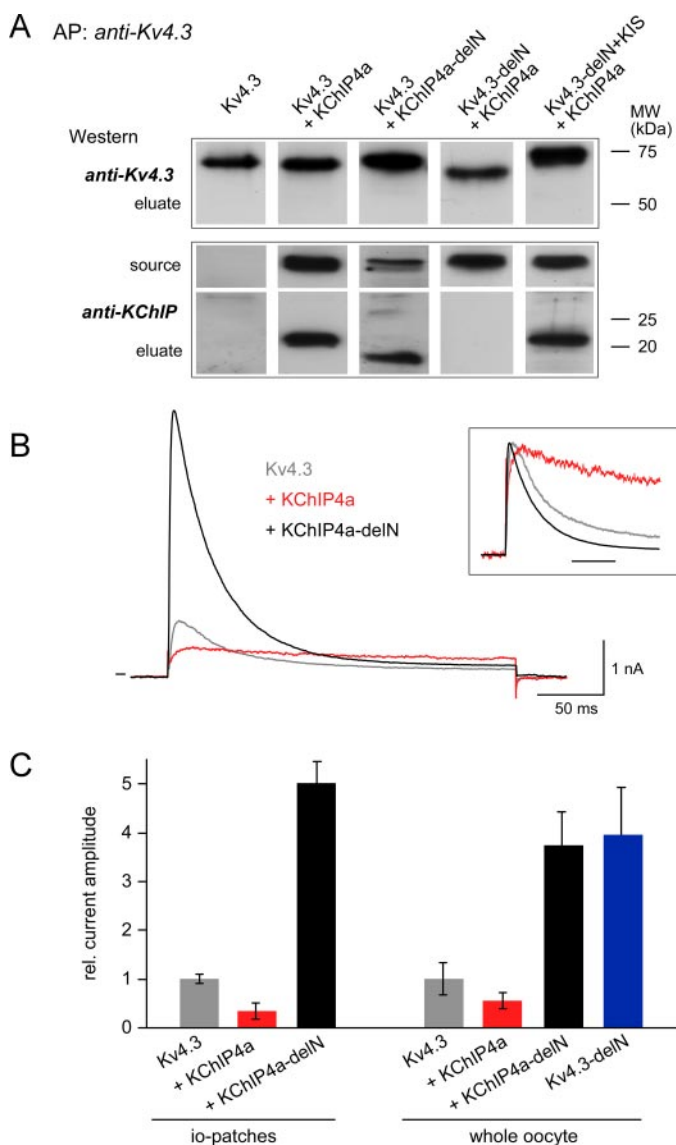 A AP: anti-Kv4.3
Kv4.3
Kv4.3
+ KChIP4a
Kv4.3
+ KChIP4a-delN
Kv4.3-delN
+ KChIP4a
Kv4.3-delN+KIS
+ KChIP4a
MW
(kDa)
Western
anti-Kv4.3
eluate
75
50
source
anti-KChIP
eluate
25
20
B
Kv4.3
+ KChIP4a
+ KChIP4a-delN
1 nA
50 ms
C
rel. current amplitude
5
4
3
2
1
0
Kv4.3
+ KChIP4a
+ KChIP4a-delN
Kv4.3
+ KChIP4a
+ KChIP4a-delN
Kv4.3-delN
io-patches
whole oocyte